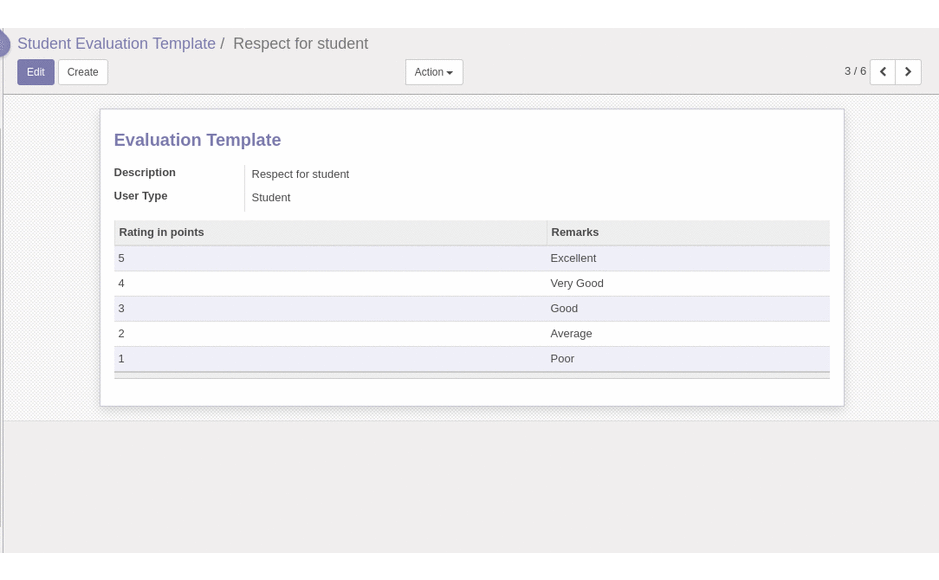 Student Evaluation Template / Respect for student
Edit Create Action 3 / 6
Evaluation Template
Description Respect for student
User Type Student
Rating in points Remarks
5 Excellent
4 Very Good
3 Good
2 Average
1 Poor